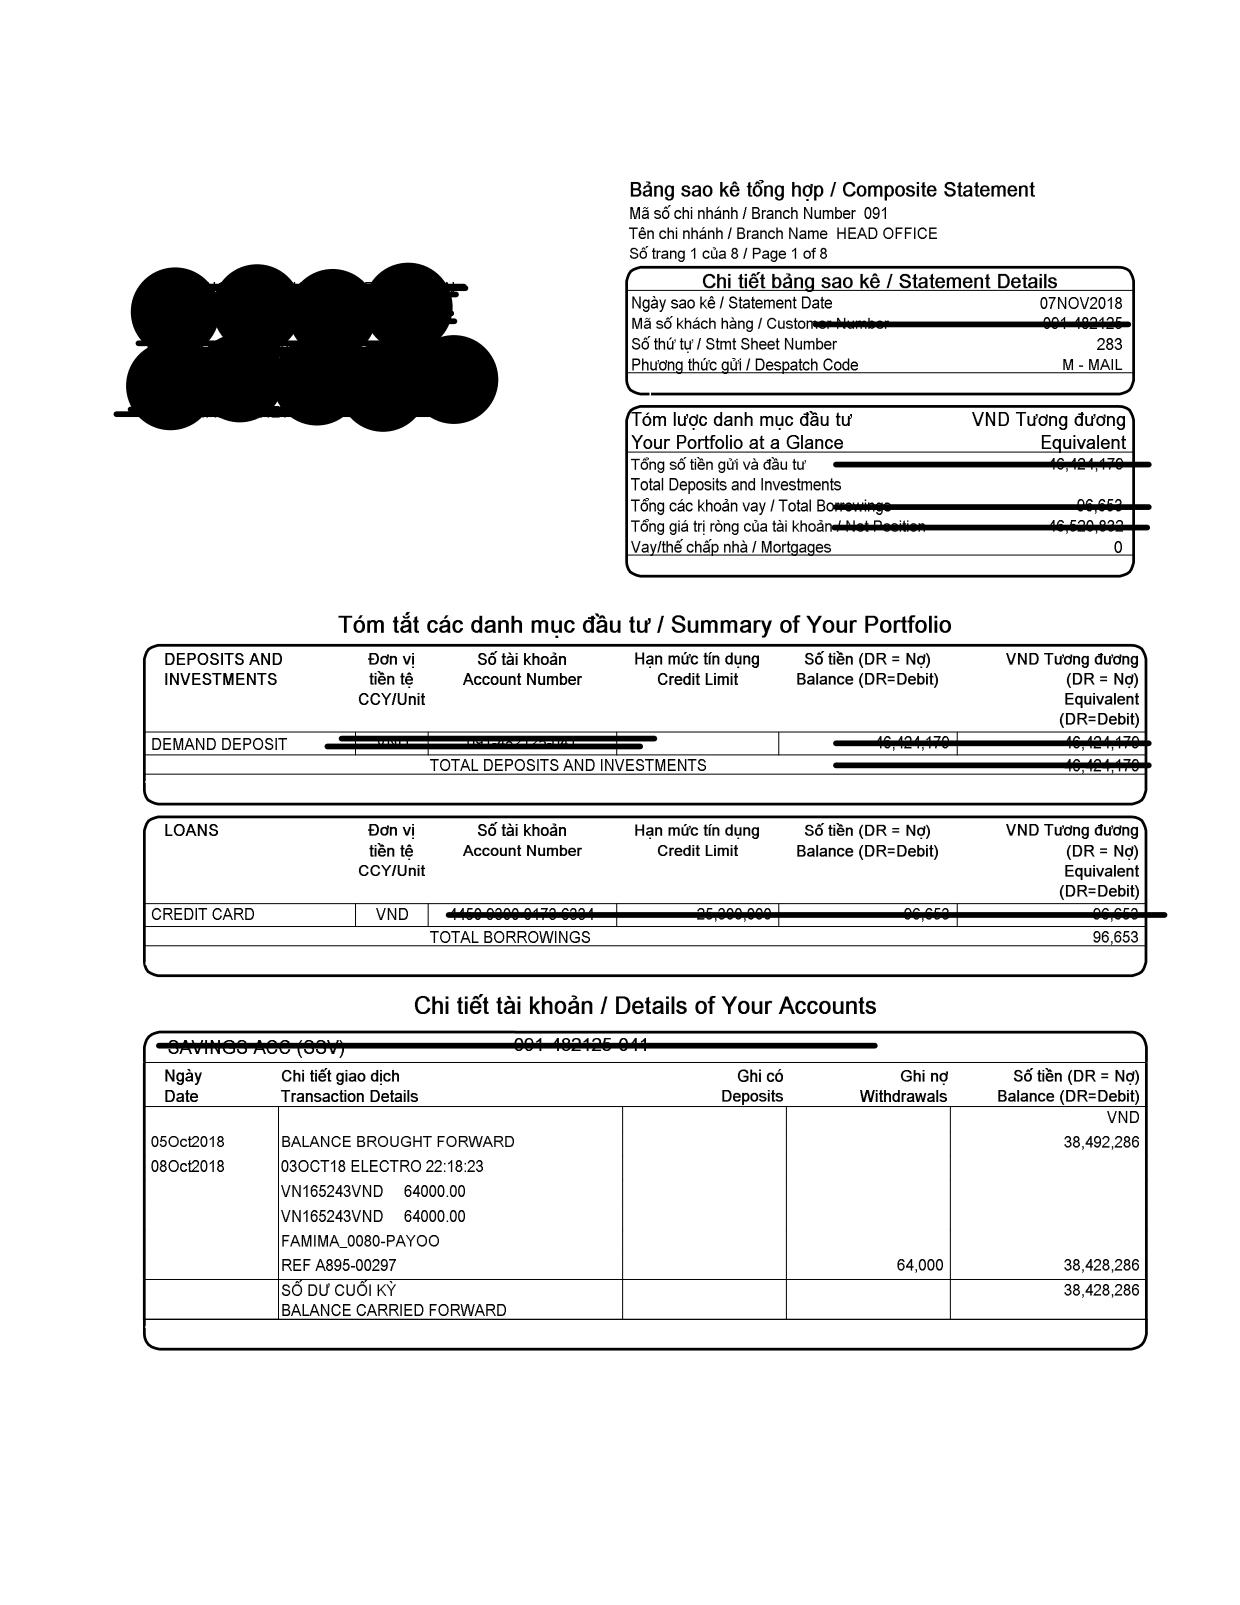 Bảng sao kê tổng hợp / Composite Statement
Mã số chi nhánh / Branch Number 091
Tên chi nhánh / Branch Name HEAD OFFICE
Số trang 1 của 8 / Page 1 of 8
Chi tiết bảng sao kê / Statement Details
Ngày sao kê / Statement Date 07NOV2018
Mã số khách hàng / Customer Number
Số thứ tự / Stmt Sheet Number 283
Phương thức gửi / Despatch Code M - MAIL
Tóm lược danh mục đầu tư VND Tương đương
Your Portfolio at a Glance Equivalent
Tổng số tiền gửi và đầu tư
Total Deposits and Investments
Tổng các khoản vay / Total Borrowings
Tổng giá trị ròng của tài khoản / Net Position
Vay/thế chấp nhà / Mortgages 0
Tóm tắt các danh mục đầu tư / Summary of Your Portfolio
DEPOSITS AND Đơn vị Số tài khoản Hạn mức tín dụng Số tiền (DR = Nợ) VND Tương đương
INVESTMENTS tiền tệ Account Number Credit Limit Balance (DR=Debit) (DR = Nợ)
CCY/Unit Equivalent
(DR=Debit)
DEMAND DEPOSIT
TOTAL DEPOSITS AND INVESTMENTS
LOANS Đơn vị Số tài khoản Hạn mức tín dụng Số tiền (DR = Nợ) VND Tương đương
tiền tệ Account Number Credit Limit Balance (DR=Debit) (DR = Nợ)
CCY/Unit Equivalent
(DR=Debit)
CREDIT CARD VND
TOTAL BORROWINGS 96,653
Chi tiết tài khoản / Details of Your Accounts
SAVINGS ACC (SSV)
Ngày Chi tiết giao dịch Ghi có Ghi nợ Số tiền (DR = Nợ)
Date Transaction Details Deposits Withdrawals Balance (DR=Debit)
VND
05Oct2018 BALANCE BROUGHT FORWARD 38,492,286
08Oct2018 03OCT18 ELECTRO 22:18:23
VN165243VND 64000.00
VN165243VND 64000.00
FAMIMA_0080-PAYOO
REF A895-00297 64,000 38,428,286
SỐ DƯ CUỐI KỲ 38,428,286
BALANCE CARRIED FORWARD